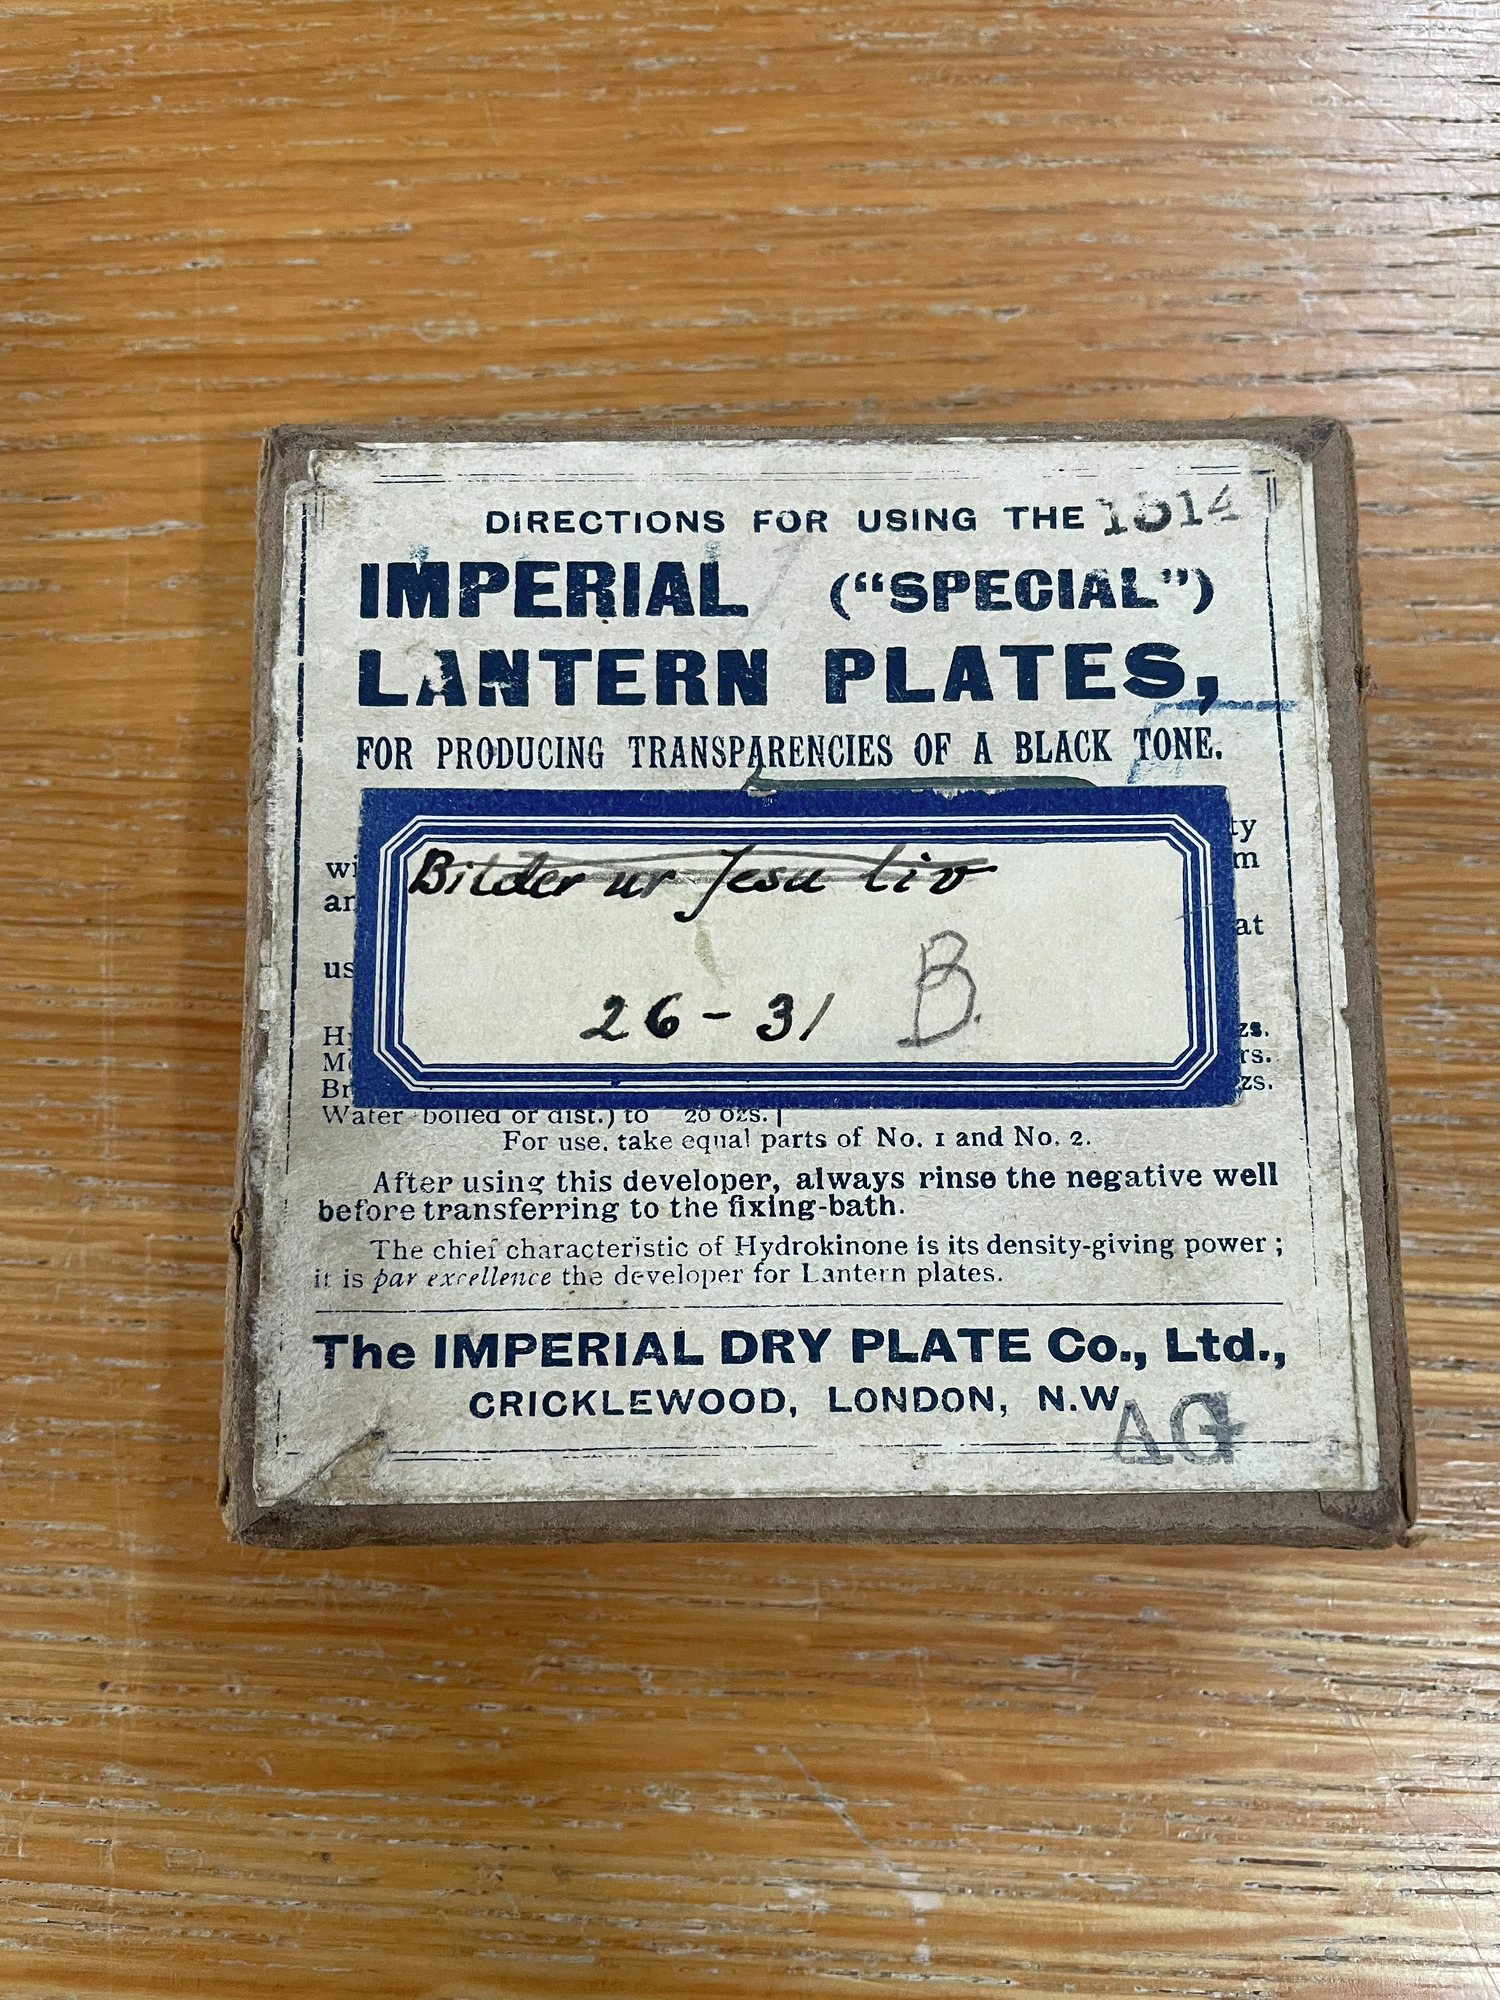 DIRECTIONS FOR USING THE
IMPERIAL ("SPECIAL")
LANTERN PLATES,
FOR PRODUCING TRANSPARENCIES OF A BLACK TONE.
Bilder ur Jesu liv
26-31 B.
Water boiled or dist.) to 20 ozs.
For use, take equal parts of No. 1 and No. 2.
After using this developer, always rinse the negative well
before transferring to the fixing-bath.
The chief characteristic of Hydrokinone is its density-giving power;
it is par excellence the developer for Lantern plates.
The IMPERIAL DRY PLATE Co., Ltd.,
CRICKLEWOOD, LONDON, N.W
AG